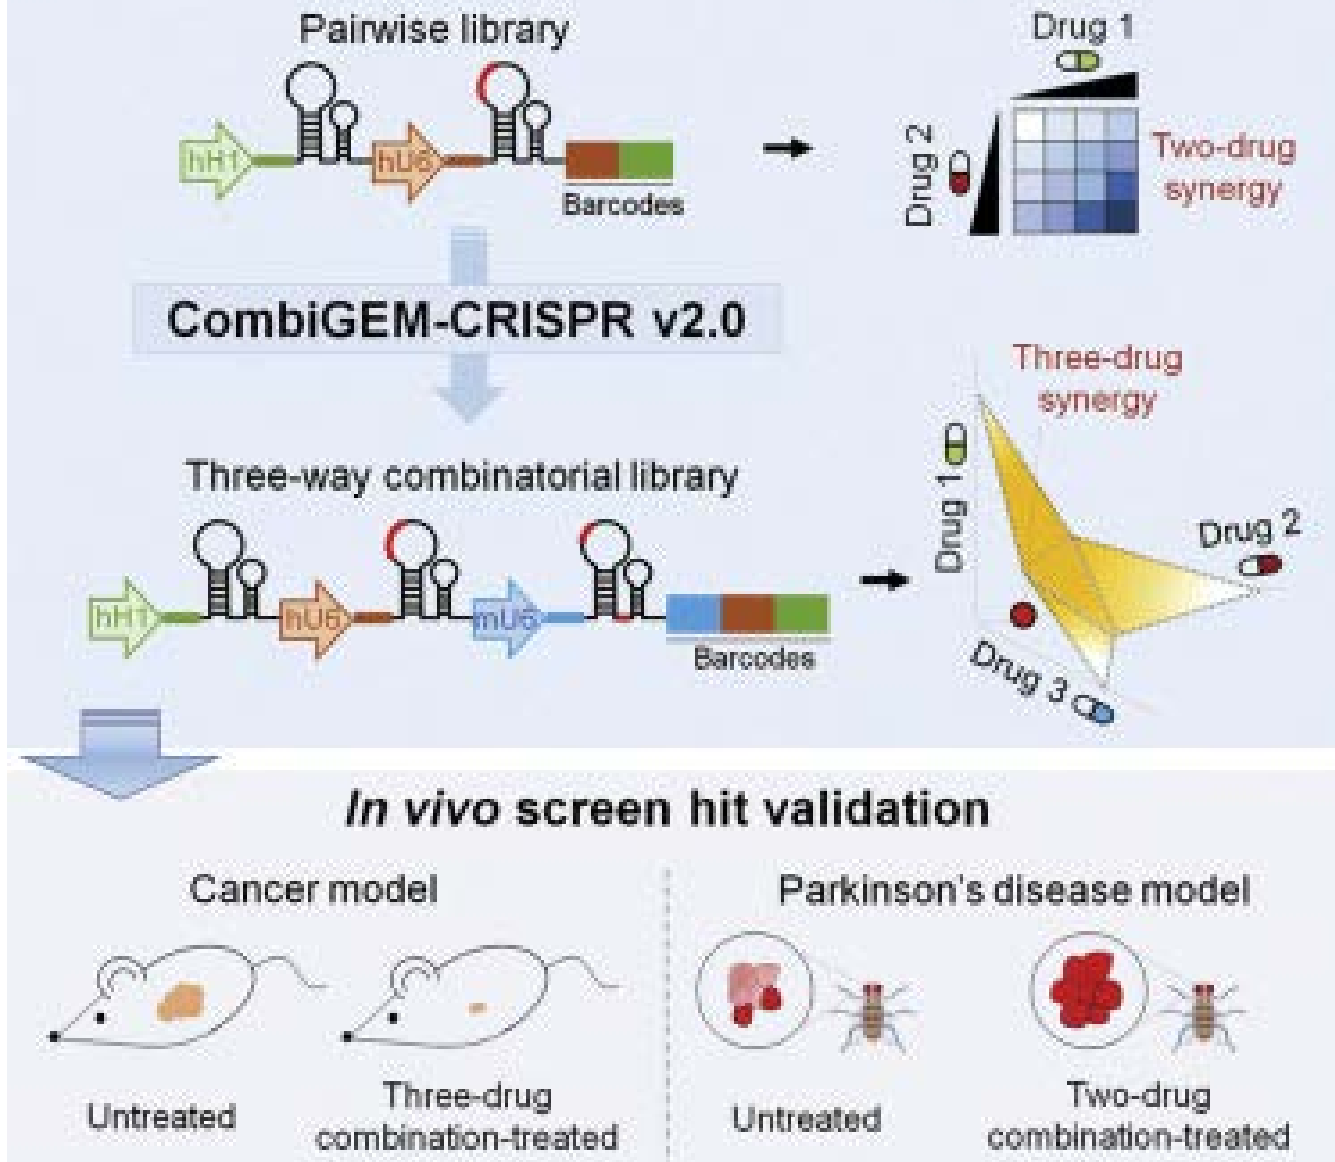 Pairwise library
hH1
hU6
Barcodes
Drug 1
Drug 2
Two-drug
synergy
CombiGEM-CRISPR v2.0
Three-way combinatorial library
hH1
hU6
mU6
Barcodes
Three-drug
synergy
Drug 1
Drug 2
Drug 3
In vivo screen hit validation
Cancer model
Untreated
Three-drug
combination-treated
Parkinson's disease model
Untreated
Two-drug
combination-treated